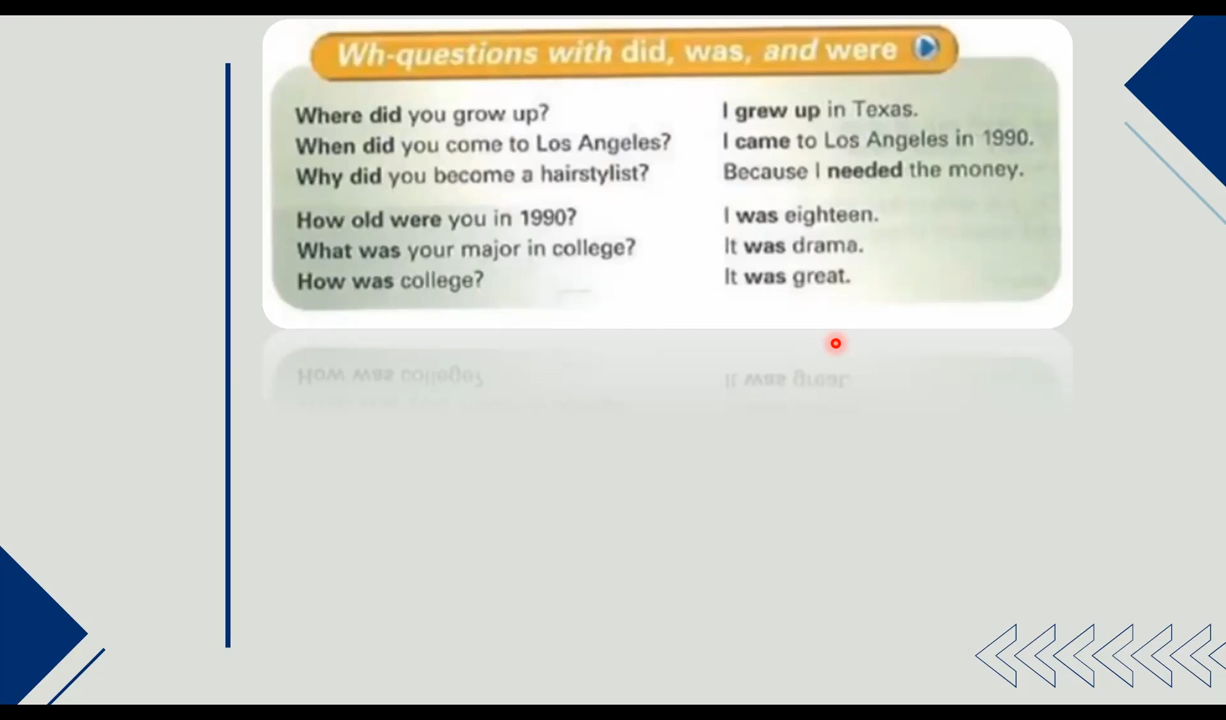 Wh-questions with did, was, and were
Where did you grow up?
I grew up in Texas.
When did you come to Los Angeles?
I came to Los Angeles in 1990.
Why did you become a hairstylist?
Because I needed the money.
How old were you in 1990?
I was eighteen.
What was your major in college?
It was drama.
How was college?
It was great.